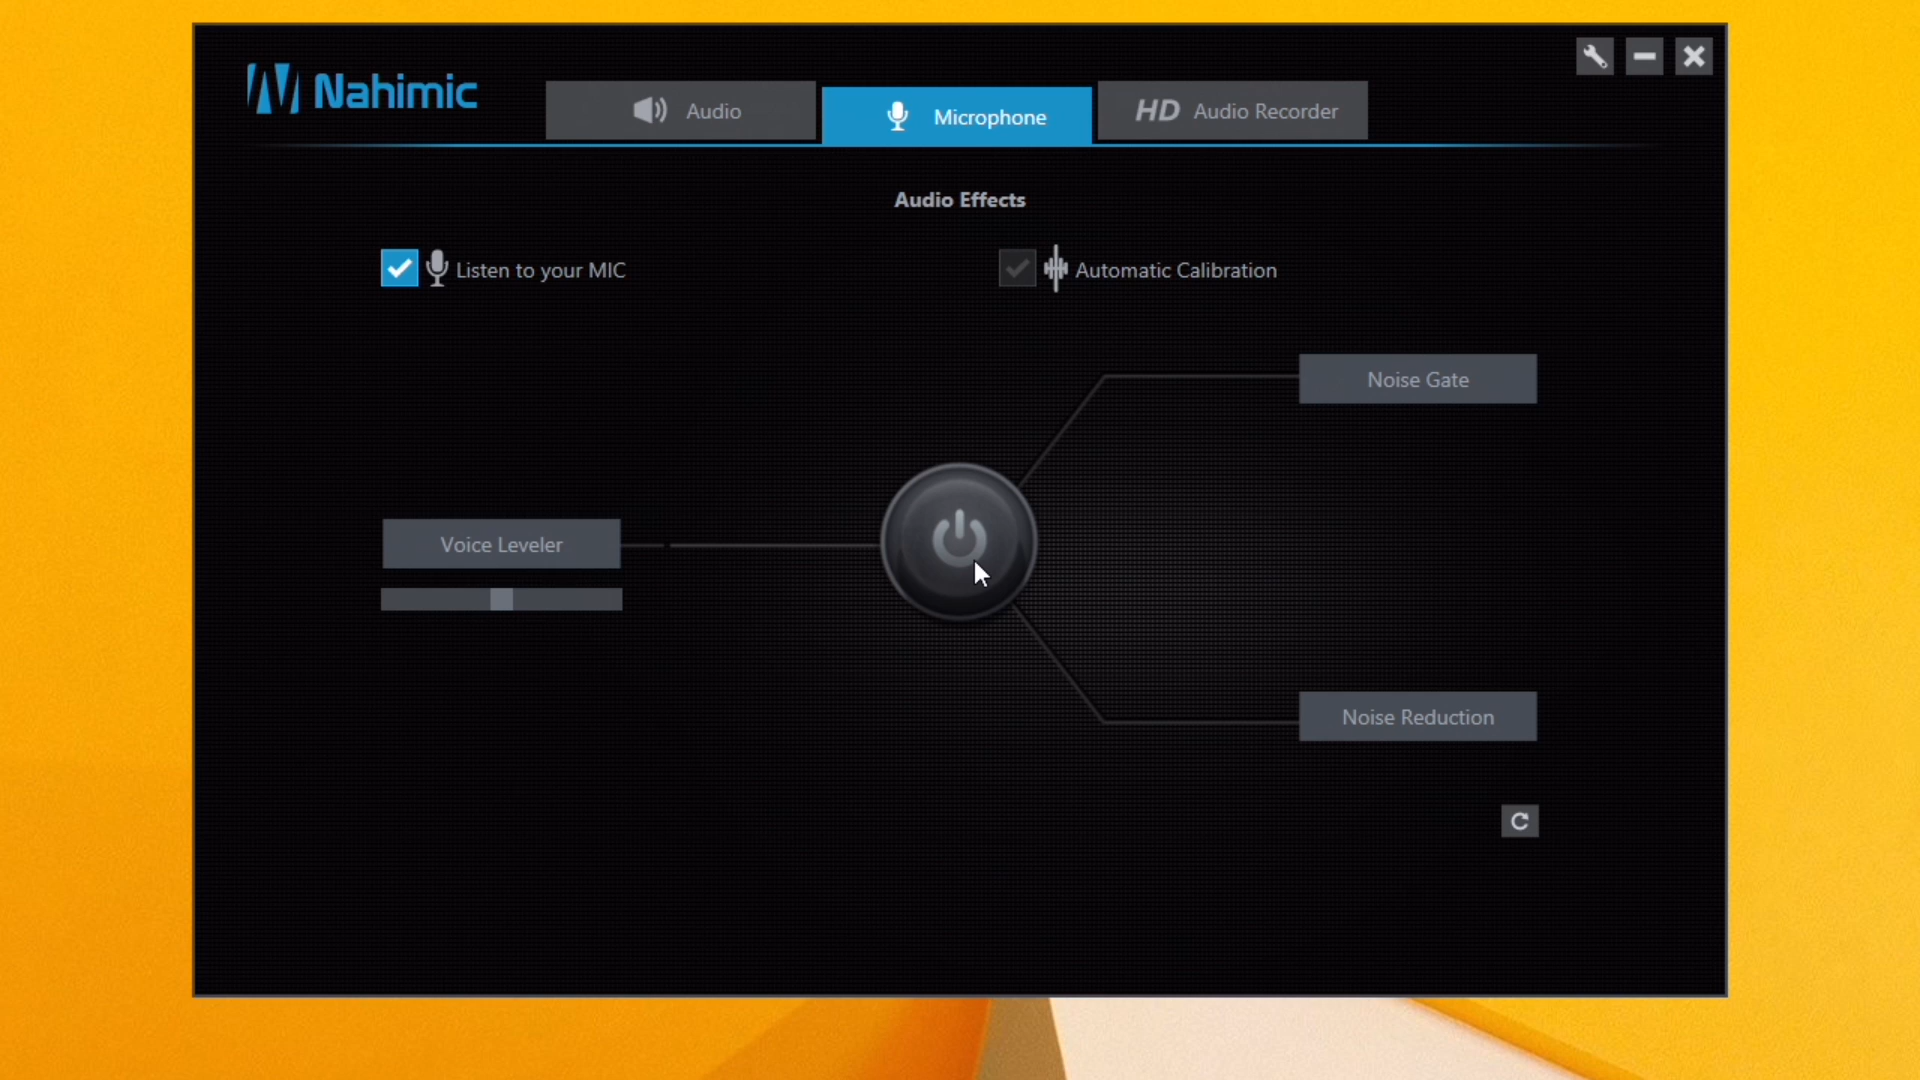 Nahimic
Audio
Microphone
HD Audio Recorder
Audio Effects
Listen to your MIC
Automatic Calibration
Noise Gate
Voice Leveler
Noise Reduction